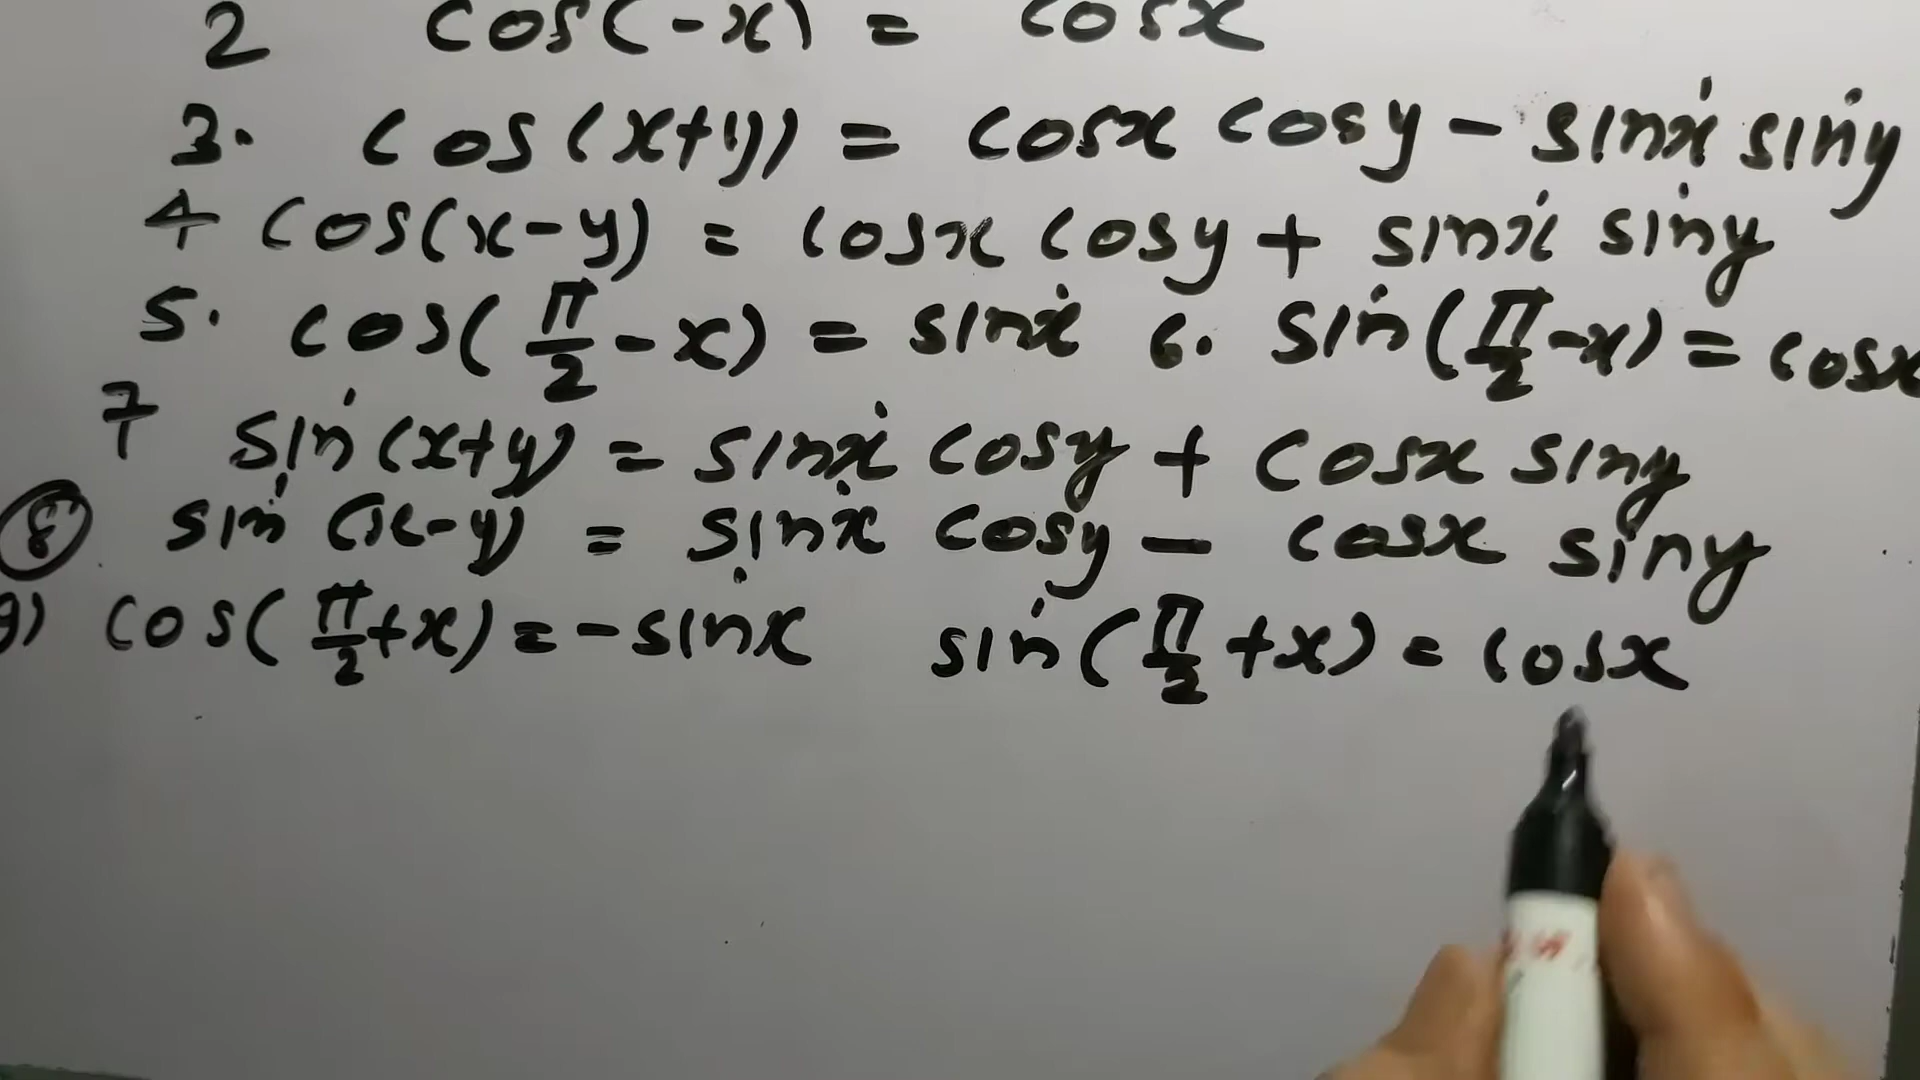 2 cos(-x) = cosx
3. cos(x+y) = cosx cosy - sinx siny
4 cos(x-y) = cosx cosy + sinx siny
5. cos(π/2 - x) = sinx 6. sin(π/2 - x) = cosx
7 sin(x+y) = sinx cosy + cosx siny
8 sin(x-y) = sinx cosy - cosx siny
9) cos(π/2 + x) = -sinx sin(π/2 + x) = cosx